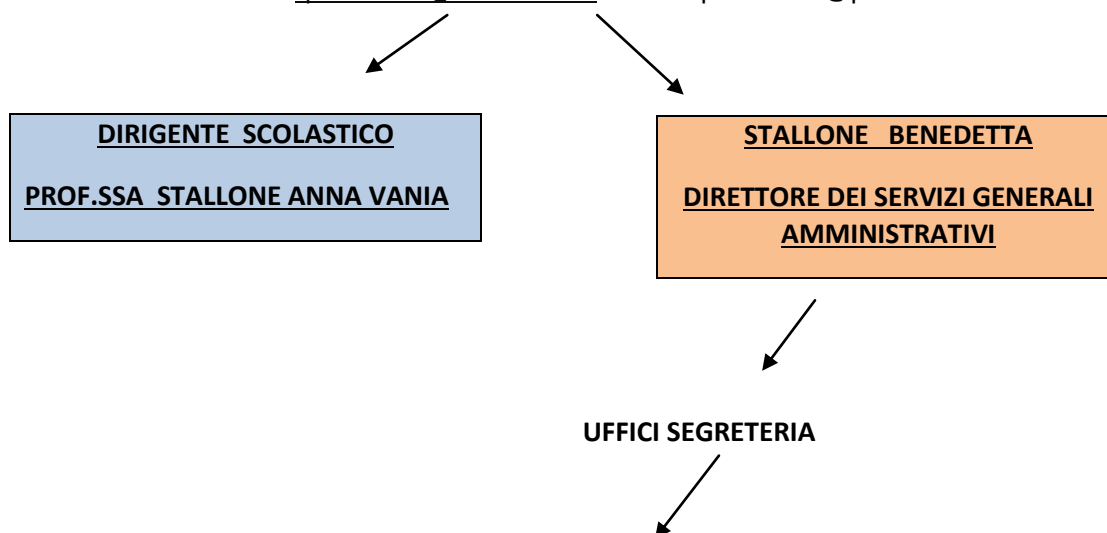 DIRIGENTE SCOLASTICO
PROF.SSA STALLONE ANNA VANIA
STALLONE BENEDETTA
DIRETTORE DEI SERVIZI GENERALI
AMMINISTRATIVI
UFFICI SEGRETERIA